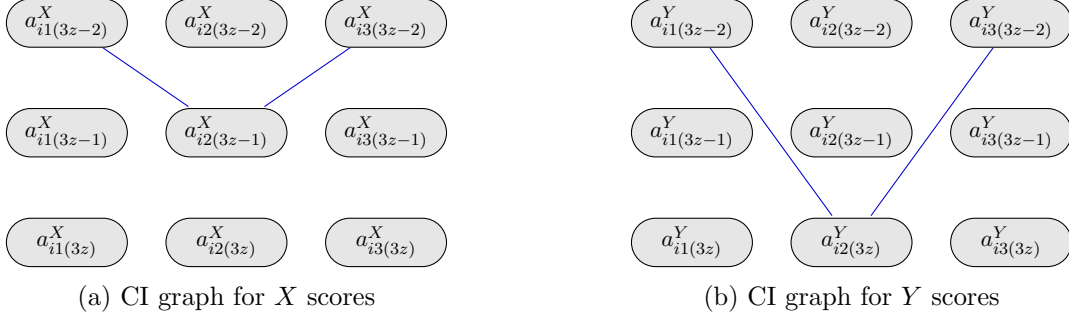 a^X_{i1(3z−2)} a^X_{i2(3z−2)} a^X_{i3(3z−2)} a^Y_{i1(3z−2)} a^Y_{i2(3z−2)} a^Y_{i3(3z−2)}
a^X_{i1(3z−1)} a^X_{i2(3z−1)} a^X_{i3(3z−1)} a^Y_{i1(3z−1)} a^Y_{i2(3z−1)} a^Y_{i3(3z−1)}
a^X_{i1(3z)} a^X_{i2(3z)} a^X_{i3(3z)} a^Y_{i1(3z)} a^Y_{i2(3z)} a^Y_{i3(3z)}
(a) CI graph for X scores (b) CI graph for Y scores